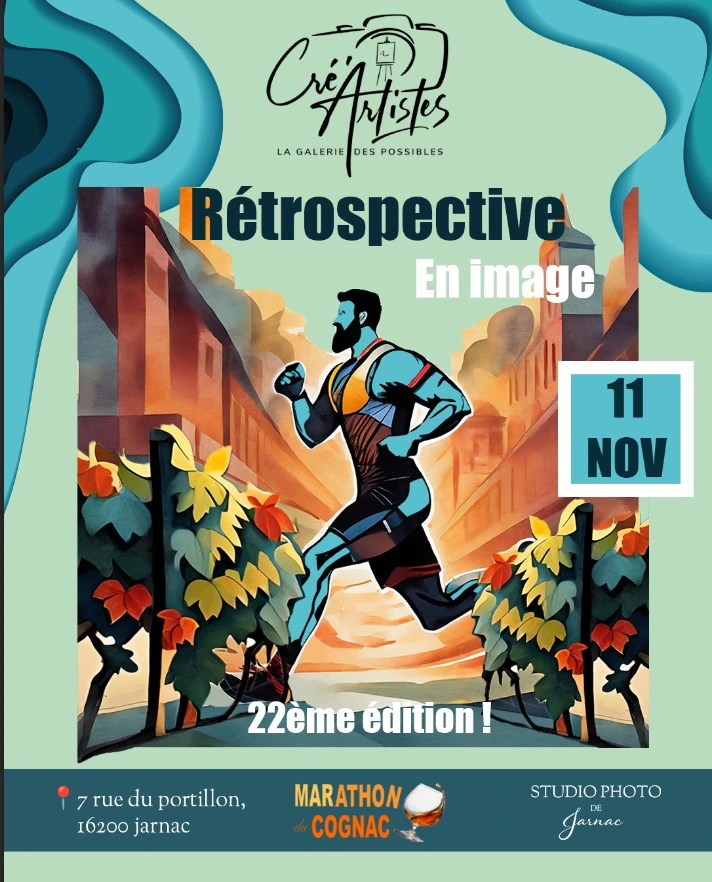 Créé'Artistes
LA GALERIE DES POSSIBLES
Rétrospective
En image
11
NOV
22ème édition !
7 rue du portillon,
16200 jarnac
MARATHON
du COGNAC
STUDIO PHOTO
DE
Jarnac